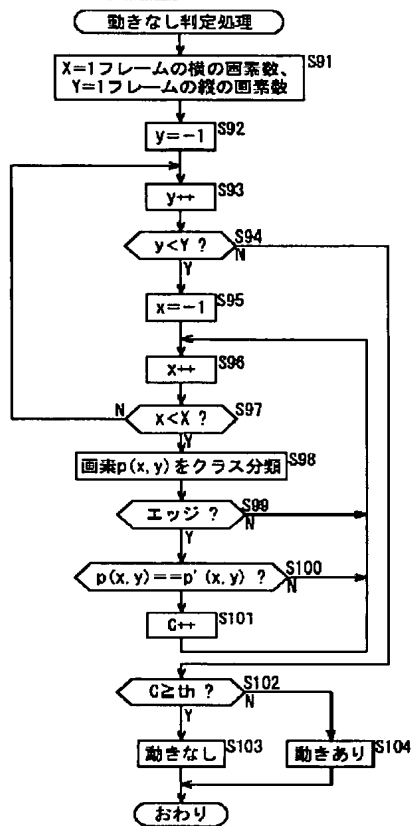 動きなし判定処理
X=1フレームの横の画素数、
Y=1フレームの縦の画素数
S91
y=-1
S92
y++
S93
y<Y ?
S94
N
Y
x=-1
S95
x++
S96
N
x<X ?
S97
Y
画素p(x,y)をクラス分類
S98
エッジ ?
S99
N
Y
p(x,y)==p'(x,y) ?
S100
N
Y
C++
S101
C≧th ?
S102
N
Y
動きなし
S103
動きあり
S104
おわり